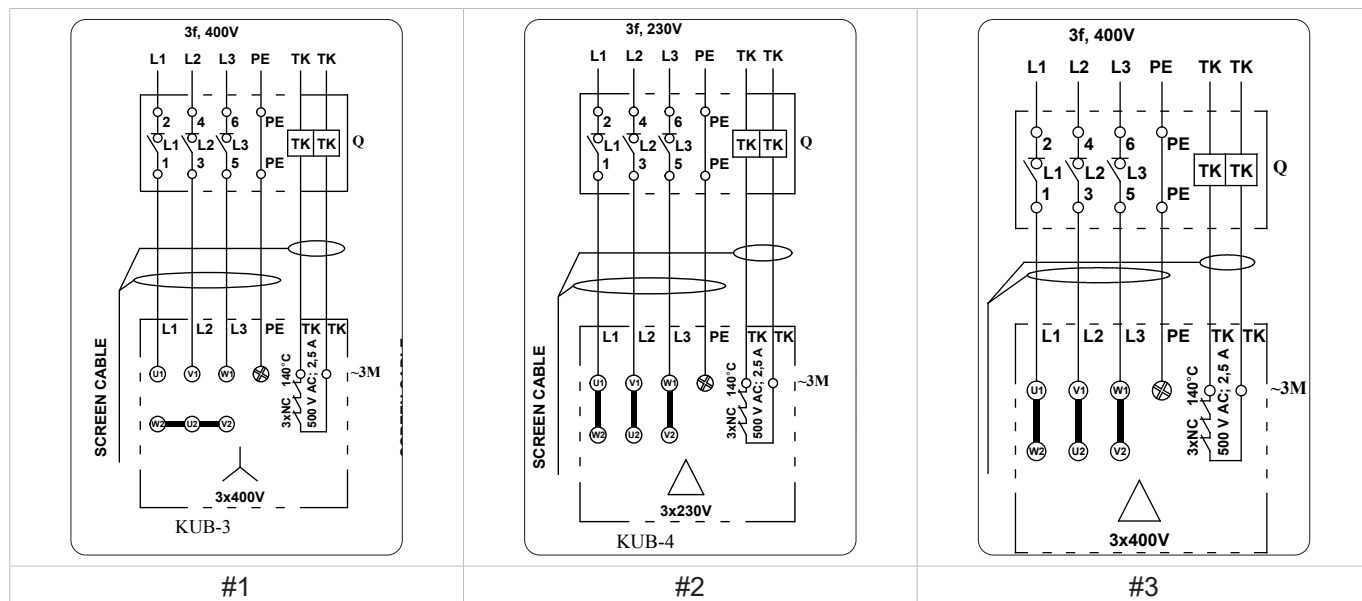 3f, 400V
L1 L2 L3 PE TK TK
2 4 6 PE
L1 L2 L3 TK TK Q
1 3 5 PE
SCREEN CABLE
L1 L2 L3 PE TK TK
U1 V1 W1
3xNC 140°C
500 V AC; 2,5 A
~3M
W2 U2 V2
3x400V
KUB-3
#1
3f, 230V
L1 L2 L3 PE TK TK
2 4 6 PE
L1 L2 L3 TK TK Q
1 3 5 PE
SCREEN CABLE
L1 L2 L3 PE TK TK
U1 V1 W1
3xNC 140°C
500 V AC; 2,5 A
~3M
W2 U2 V2
3x230V
KUB-4
#2
3f, 400V
L1 L2 L3 PE TK TK
2 4 6 PE
L1 L2 L3 TK TK Q
1 3 5 PE
L1 L2 L3 PE TK TK
U1 V1 W1
3xNC 140°C
500 V AC; 2,5 A
~3M
W2 U2 V2
3x400V
#3